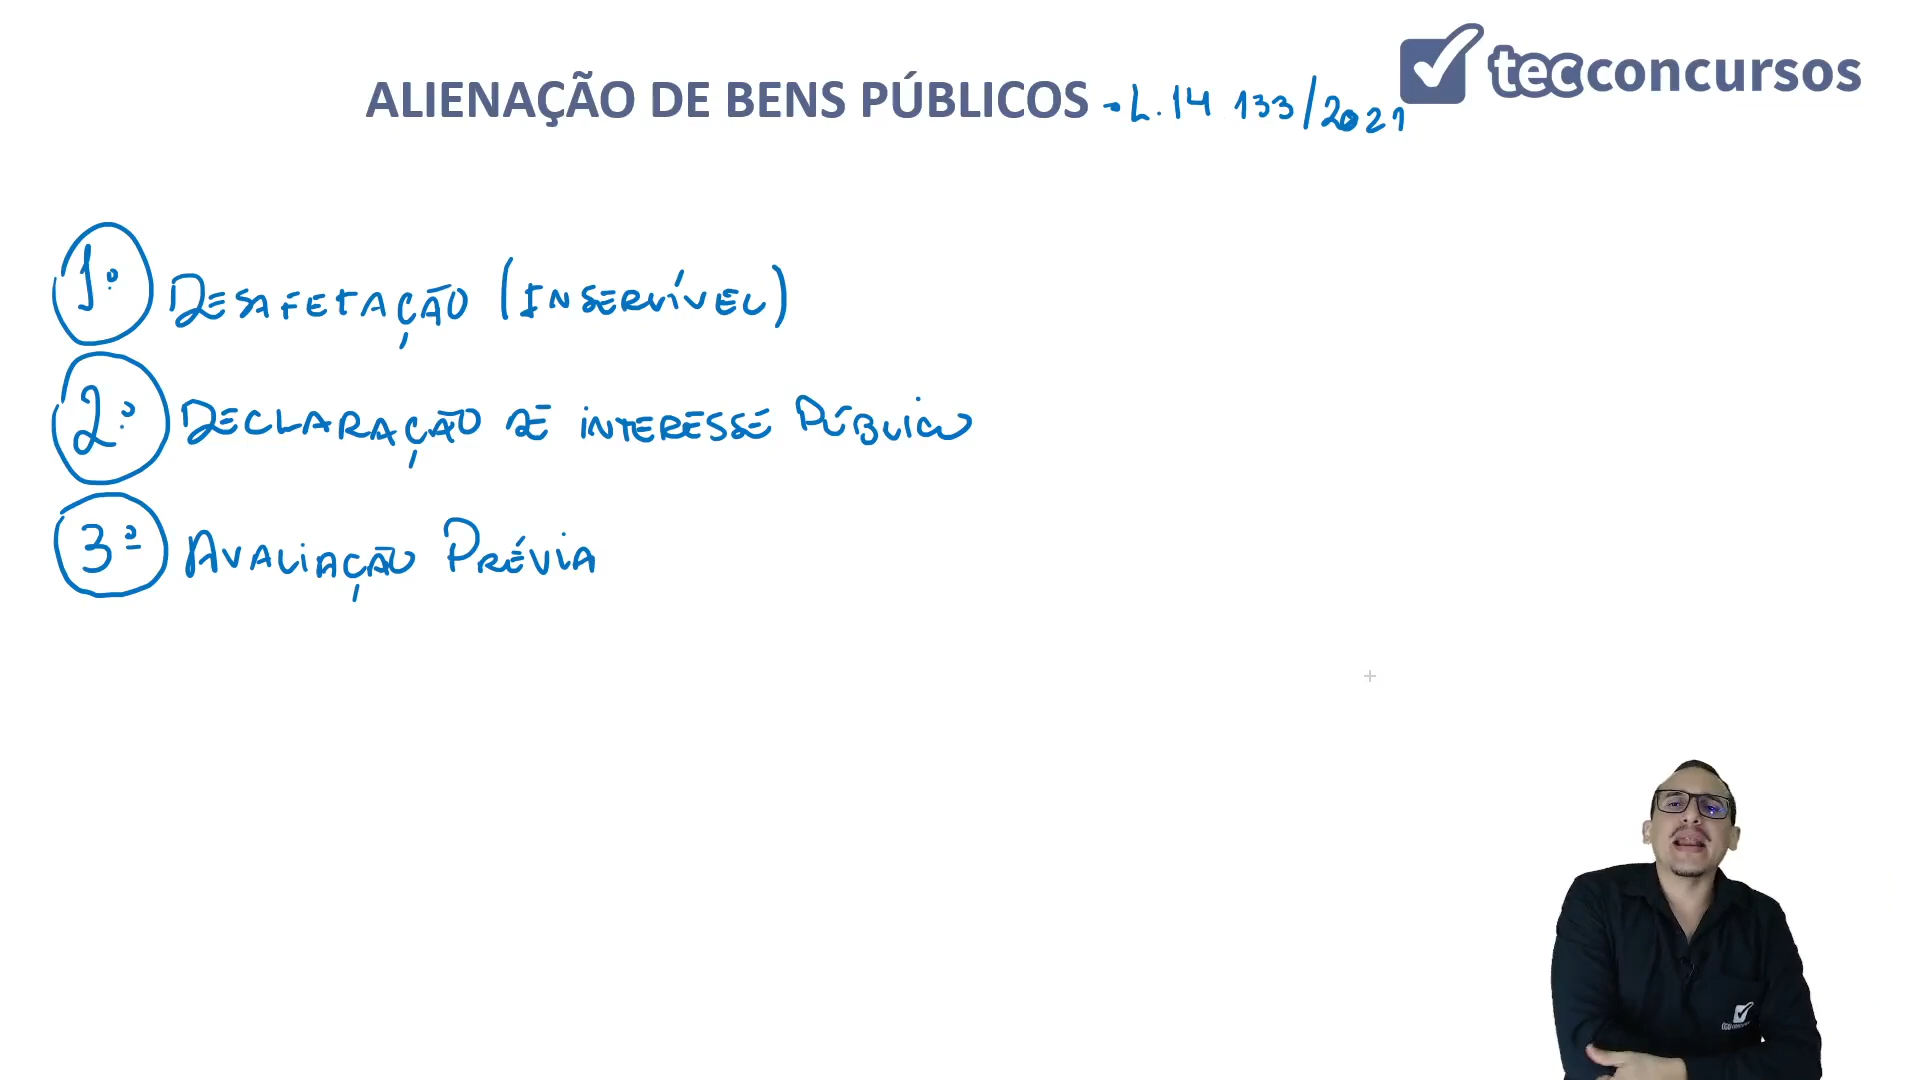 tecconcursos
ALIENAÇÃO DE BENS PÚBLICOS - L. 14 133/2021
1º DESAFETAÇÃO (INSERVÍVEL)
2º DECLARAÇÃO DE INTERESSE PÚBLICO
3º AVALIAÇÃO PRÉVIA